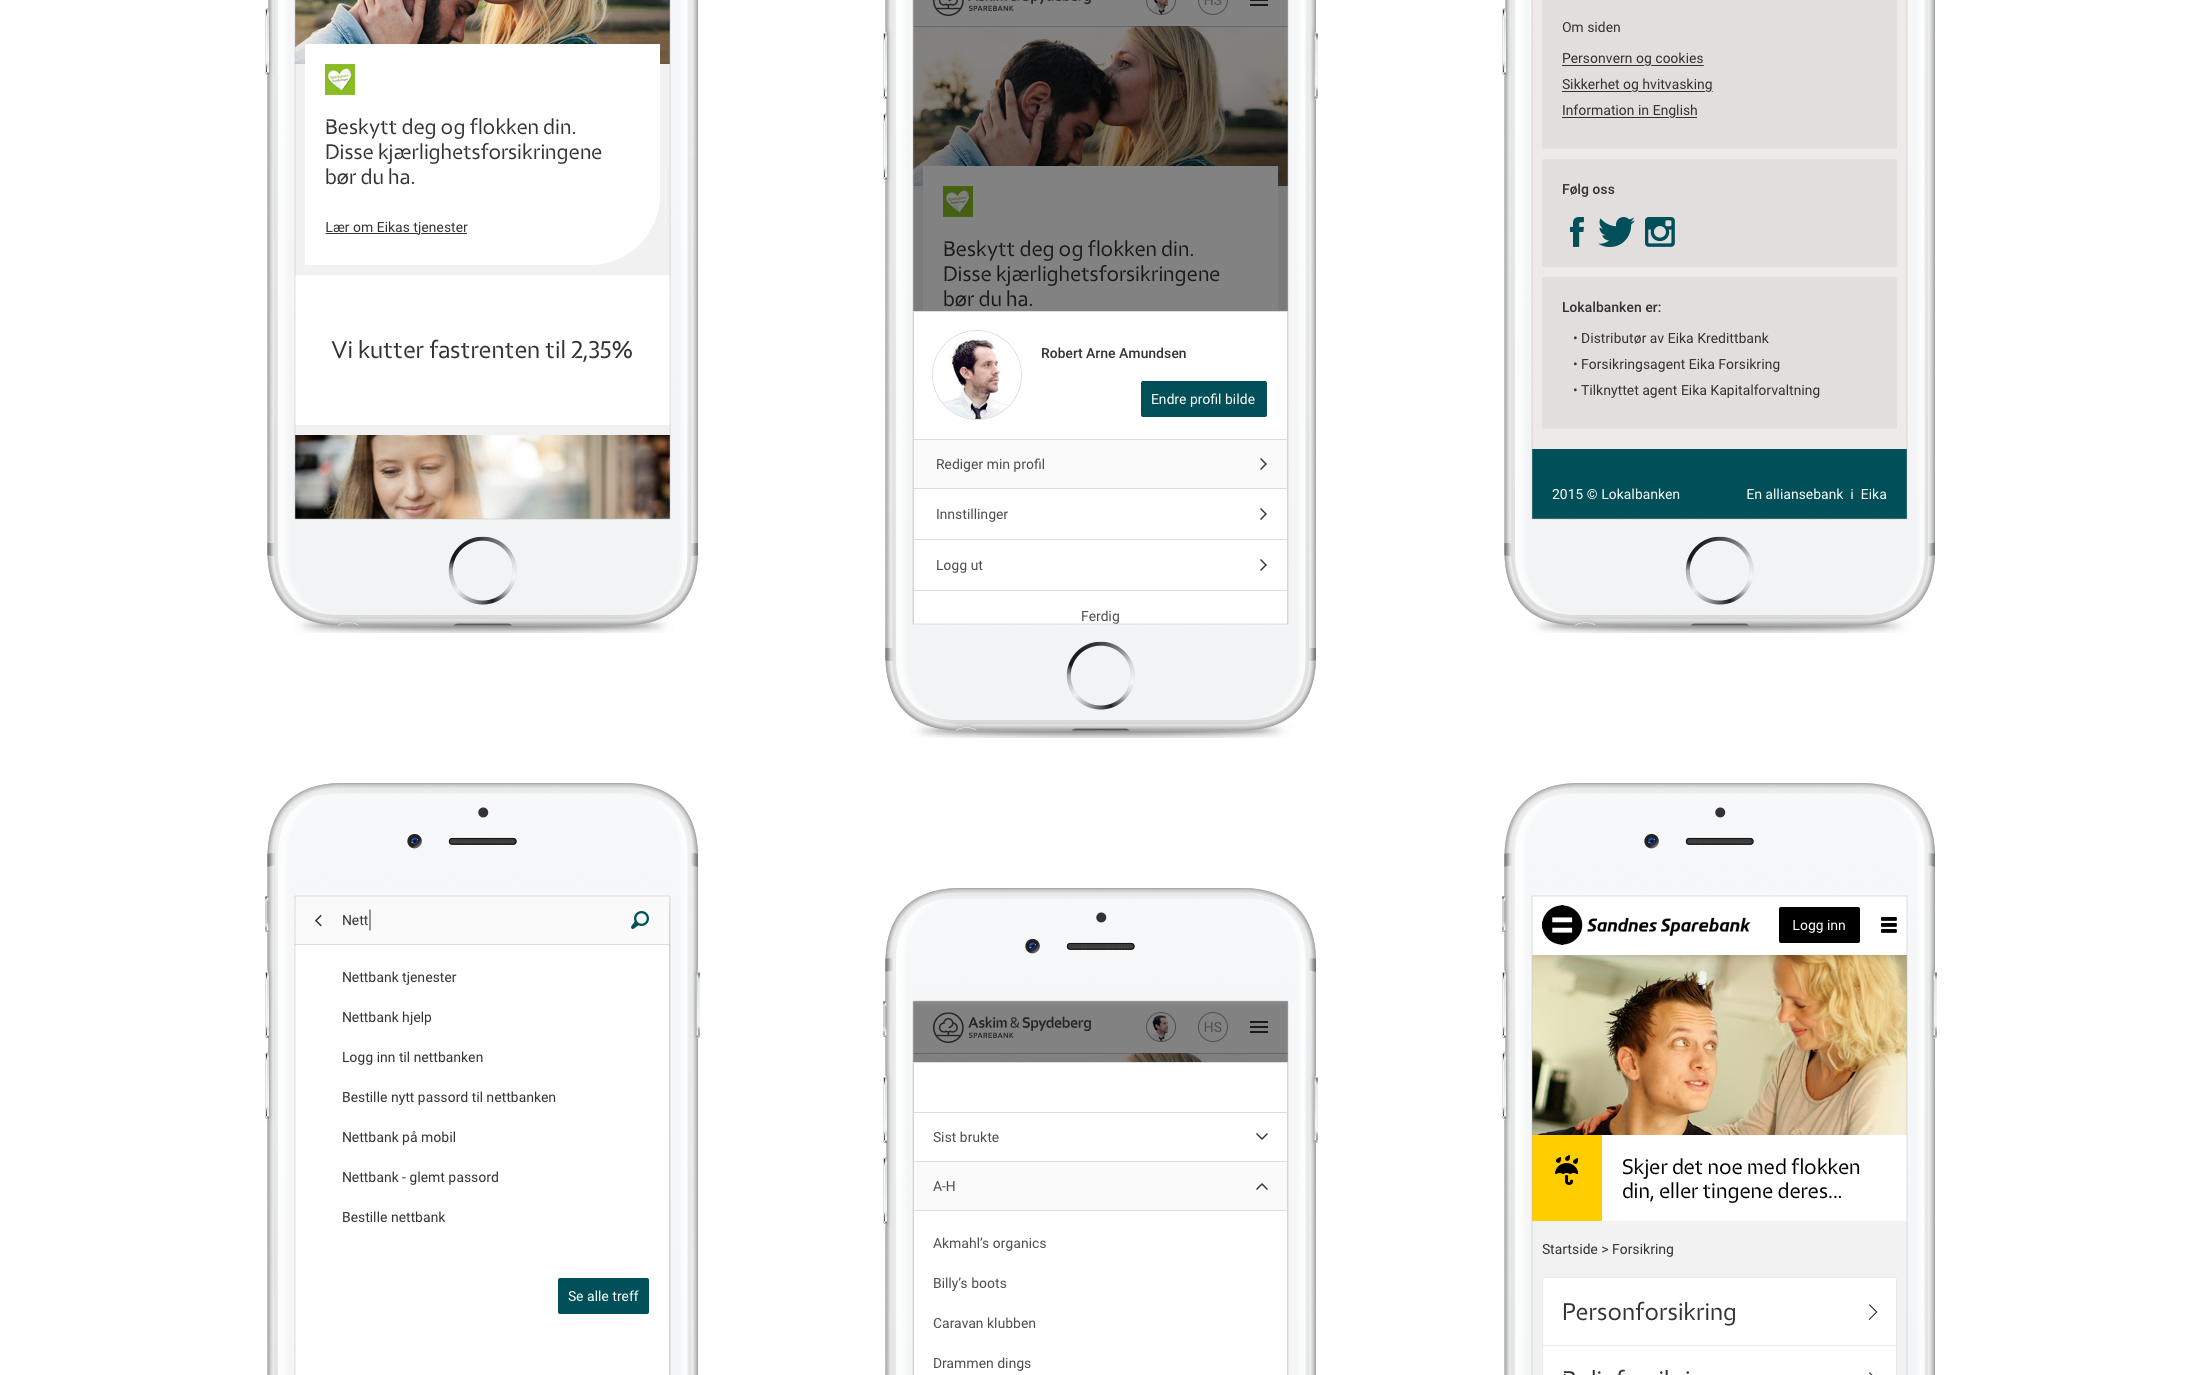 Beskytt deg og flokken din.
Disse kjærlighetsforsikringene
bør du ha.
Lær om Eikas tjenester
Vi kutter fastrenten til 2,35%
Askim & Spydeberg
SPAREBANK
HS
Beskytt deg og flokken din.
Disse kjærlighetsforsikringene
bør du ha.
Robert Arne Amundsen
Endre profil bilde
Rediger min profil
Innstillinger
Logg ut
Ferdig
Om siden
Personvern og cookies
Sikkerhet og hvitvasking
Information in English
Følg oss
Lokalbanken er:
• Distributør av Eika Kredittbank
• Forsikringsagent Eika Forsikring
• Tilknyttet agent Eika Kapitalforvaltning
2015 © Lokalbanken
En alliansebank i Eika
Nett
Nettbank tjenester
Nettbank hjelp
Logg inn til nettbanken
Bestille nytt passord til nettbanken
Nettbank på mobil
Nettbank - glemt passord
Bestille nettbank
Se alle treff
Askim & Spydeberg
SPAREBANK
HS
Sist brukte
A-H
Akmahl's organics
Billy's boots
Caravan klubben
Drammen dings
Sandnes Sparebank
Logg inn
Skjer det noe med flokken
din, eller tingene deres...
Startside > Forsikring
Personforsikring